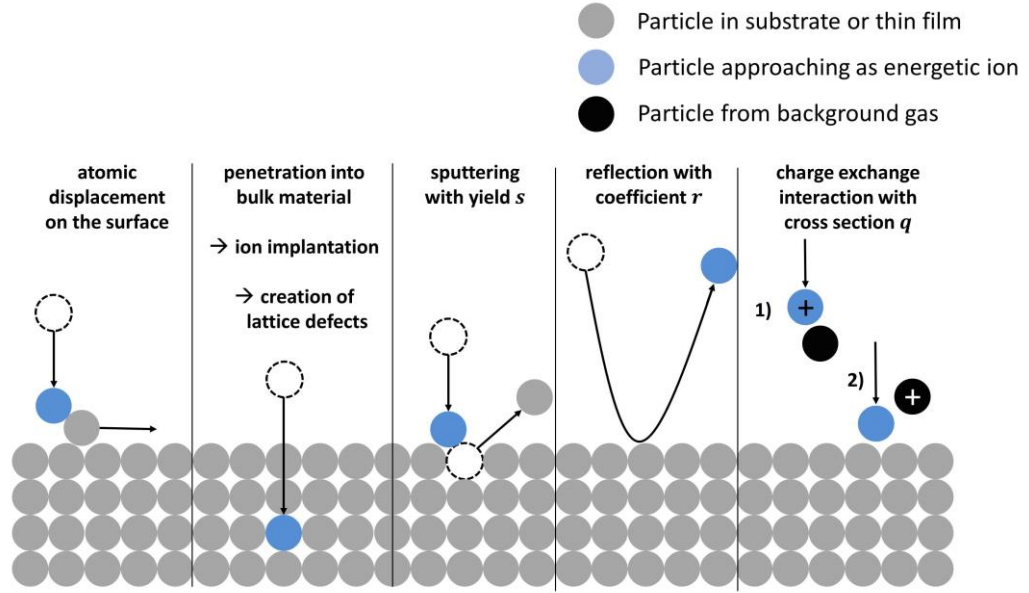 Particle in substrate or thin film
Particle approaching as energetic ion
Particle from background gas
atomic
displacement
on the surface
penetration into
bulk material
→ ion implantation
→ creation of
lattice defects
sputtering
with yield s
reflection with
coefficient r
charge exchange
interaction with
cross section q
1)
+
2)
+